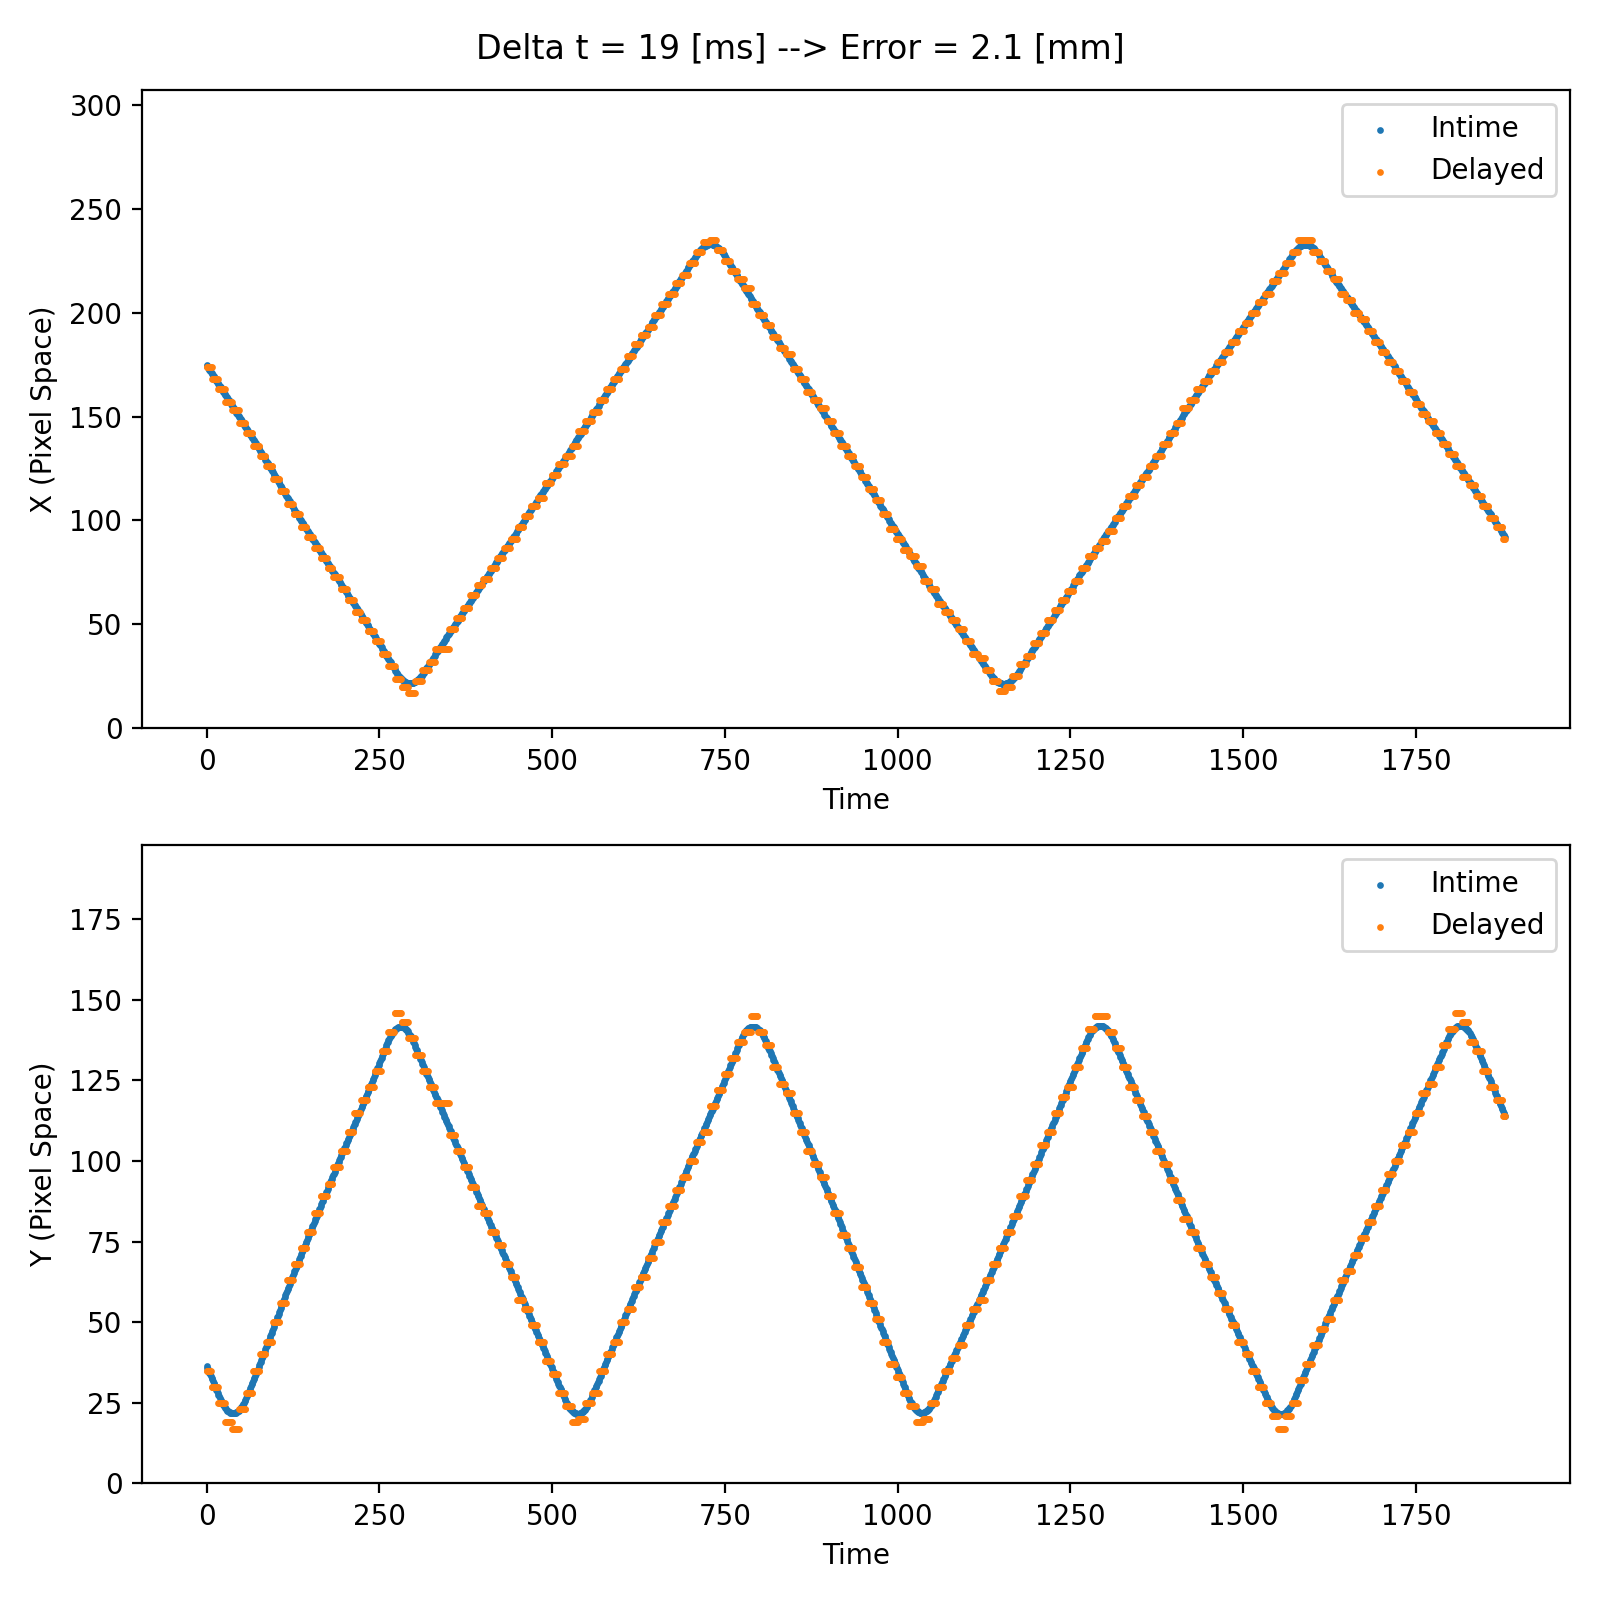 Delta t = 19 [ms] --> Error = 2.1 [mm]
300
250
200
150
100
50
0
X (Pixel Space)
Intime
Delayed
0 250 500 750 1000 1250 1500 1750
Time
175
150
125
100
75
50
25
0
Y (Pixel Space)
Intime
Delayed
0 250 500 750 1000 1250 1500 1750
Time